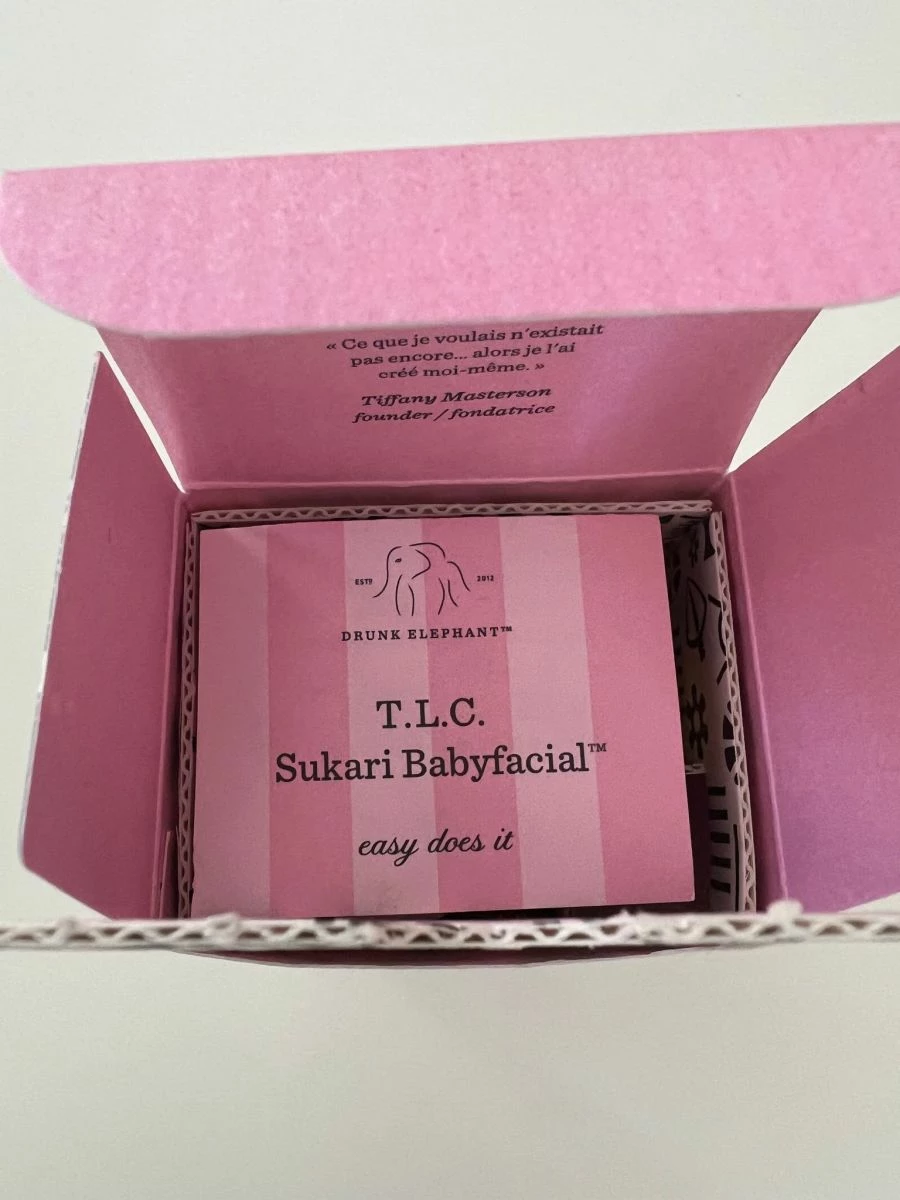 « Ce que je voulais n'existait
pas encore... alors je l'ai
créé moi-même. »
Tiffany Masterson
founder / fondatrice
ESTD 2012
DRUNK ELEPHANT™
T.L.C.
Sukari Babyfacial™
easy does it